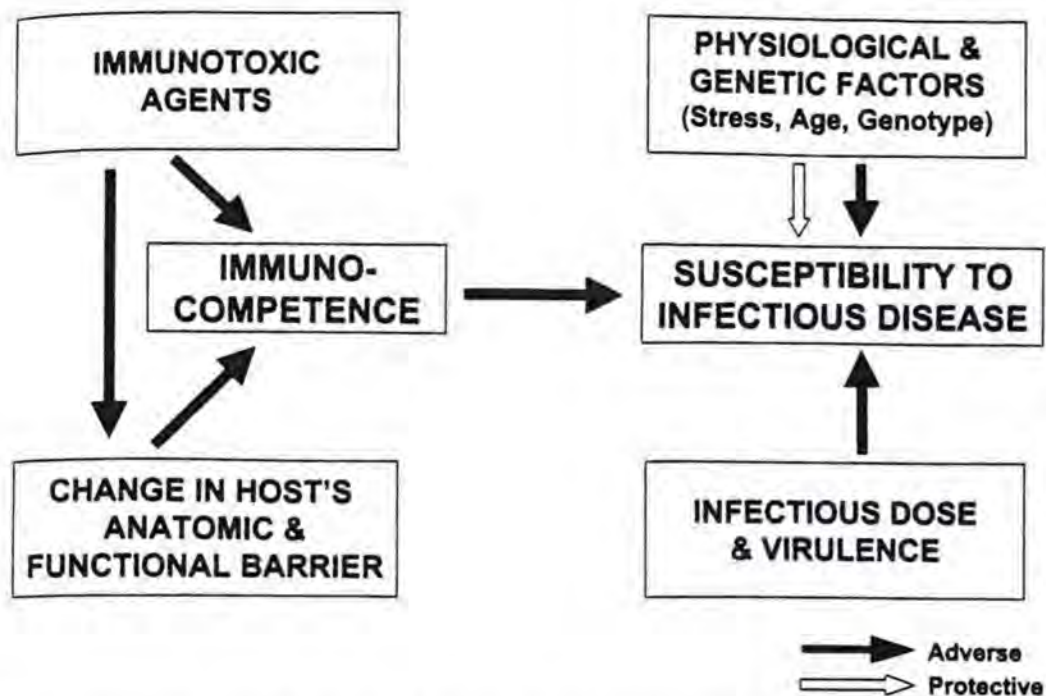 IMMUNOTOXIC
AGENTS
PHYSIOLOGICAL &
GENETIC FACTORS
(Stress, Age, Genotype)
IMMUNO-
COMPETENCE
SUSCEPTIBILITY TO
INFECTIOUS DISEASE
CHANGE IN HOST'S
ANATOMIC &
FUNCTIONAL BARRIER
INFECTIOUS DOSE
& VIRULENCE
Adverse
Protective